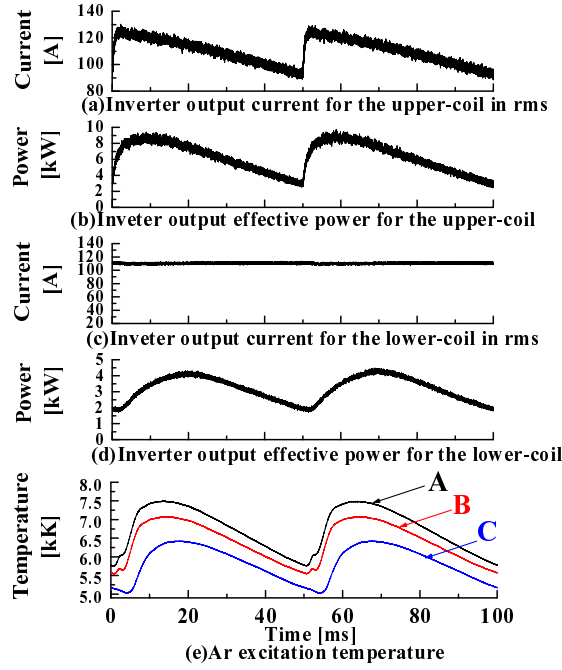 Current
[A]
140
120
100
80
(a)Inverter output current for the upper-coil in rms
Power
[kW]
10
8
6
4
2
0
(b)Inveter output effective power for the upper-coil
Current
[A]
140
120
100
80
60
40
20
(c)Inveter output current for the lower-coil in rms
Power
[kW]
5
4
3
2
1
0
(d)Inverter output effective power for the lower-coil
Temperature
[kK]
8.0
7.5
7.0
6.5
6.0
5.5
5.0
A
B
C
0 20 40 60 80 100
Time [ms]
(e)Ar excitation temperature